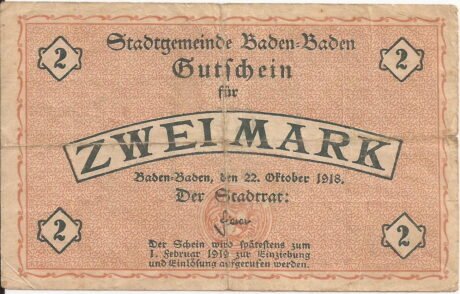 2 Stadtgemeinde Baden-Baden 2
Gutschein
für
ZWEI MARK
Baden-Baden, den 22. Oktober 1918.
Der Stadtrat:
2 Der Schein wird spätestens zum 2
1. Februar 1919 zur Einziehung
und Einlösung aufgerufen werden.